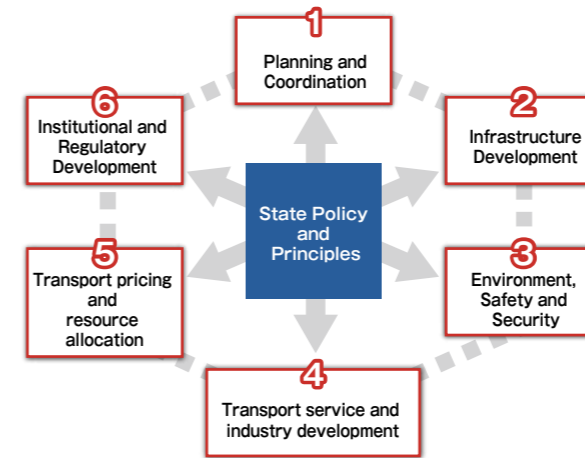 1
Planning and
Coordination
2
Infrastructure
Development
3
Environment,
Safety and
Security
4
Transport service and
industry development
5
Transport pricing
and
resource
allocation
6
Institutional and
Regulatory
Development
State Policy
and
Principles